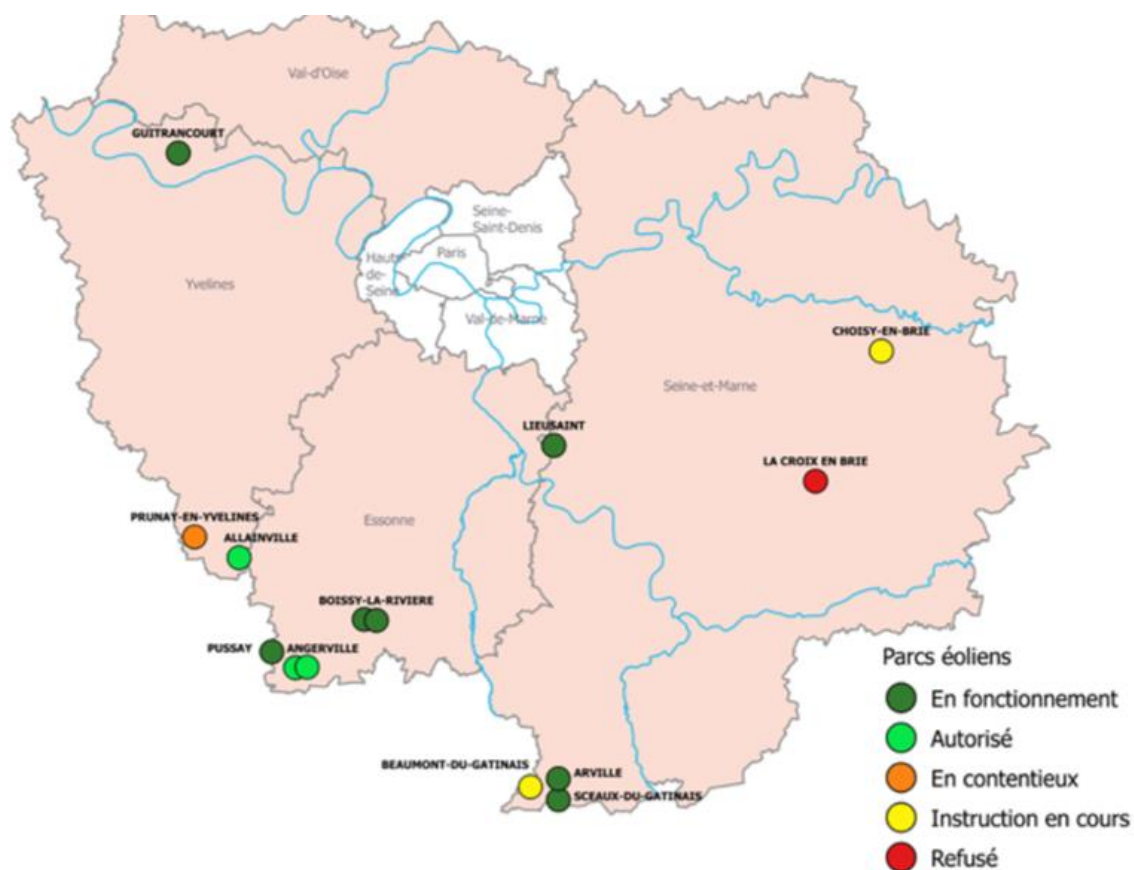 Val-d'Oise
GUITRANCOURT
Seine-
Saint-Denis
Paris
Hauts-
de-
Seine
Yvelines
Val-de-Marne
CHOISY-EN-BRIE
Seine-et-Marne
LIEUSAINT
LA CROIX EN BRIE
PRUNAY-EN-YVELINES
Essonne
ALLAINVILLE
BOISSY-LA-RIVIERE
PUSSAY
ANGERVILLE
Parcs éoliens
En fonctionnement
Autorisé
BEAUMONT-DU-GATINAIS
ARVILLE
En contentieux
SCEAUX-DU-GATINAIS
Instruction en cours
Refusé